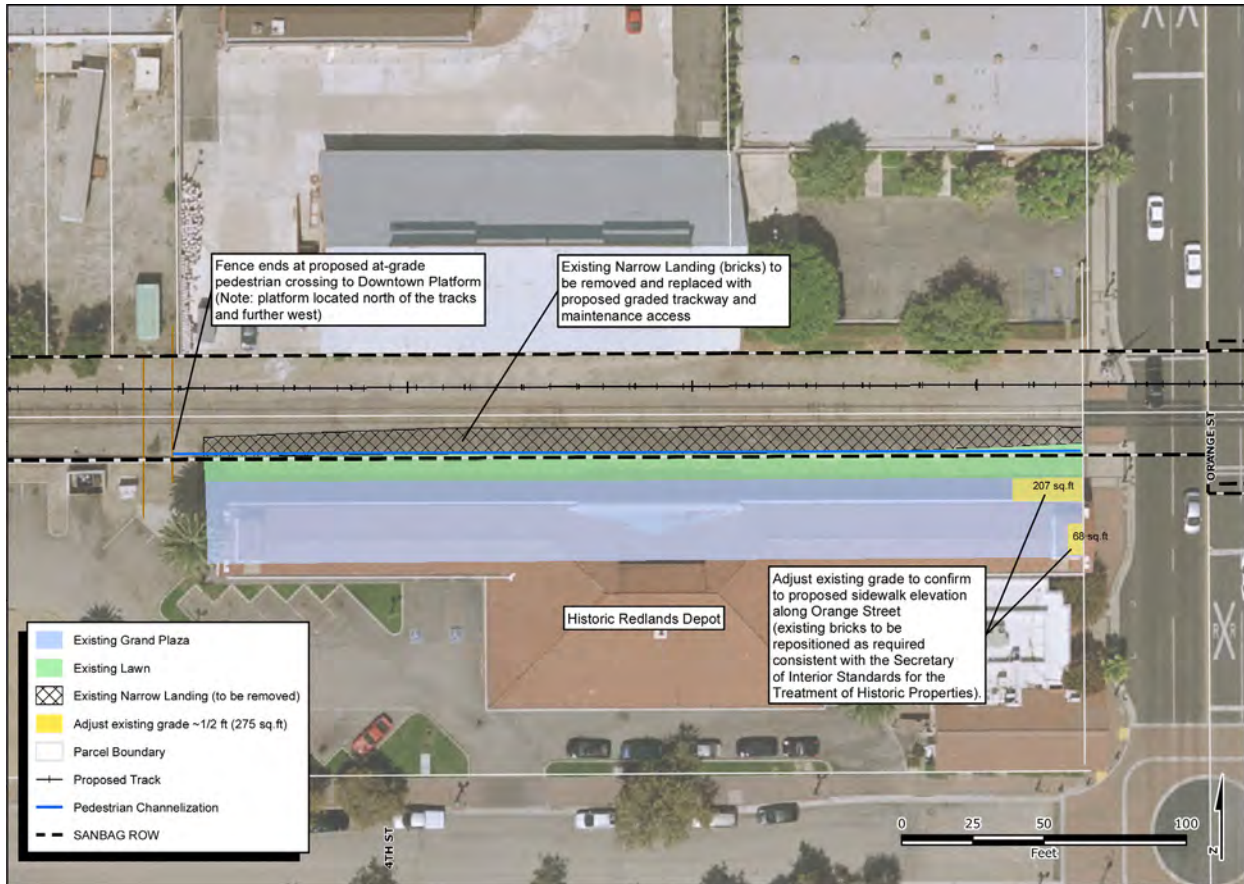 Fence ends at proposed at-grade
pedestrian crossing to Downtown Platform
(Note: platform located north of the tracks
and further west)
Existing Narrow Landing (bricks) to
be removed and replaced with
proposed graded trackway and
maintenance access
ORANGE ST
207 sq.ft
68 sq.ft
Adjust existing grade to confirm
to proposed sidewalk elevation
along Orange Street
(existing bricks to be
repositioned as required
consistent with the Secretary
of Interior Standards for the
Treatment of Historic Properties).
Historic Redlands Depot
Existing Grand Plaza
Existing Lawn
Existing Narrow Landing (to be removed)
Adjust existing grade ~1/2 ft (275 sq.ft)
Parcel Boundary
Proposed Track
Pedestrian Channelization
SANBAG ROW
4TH ST
0 25 50 100
Feet
N